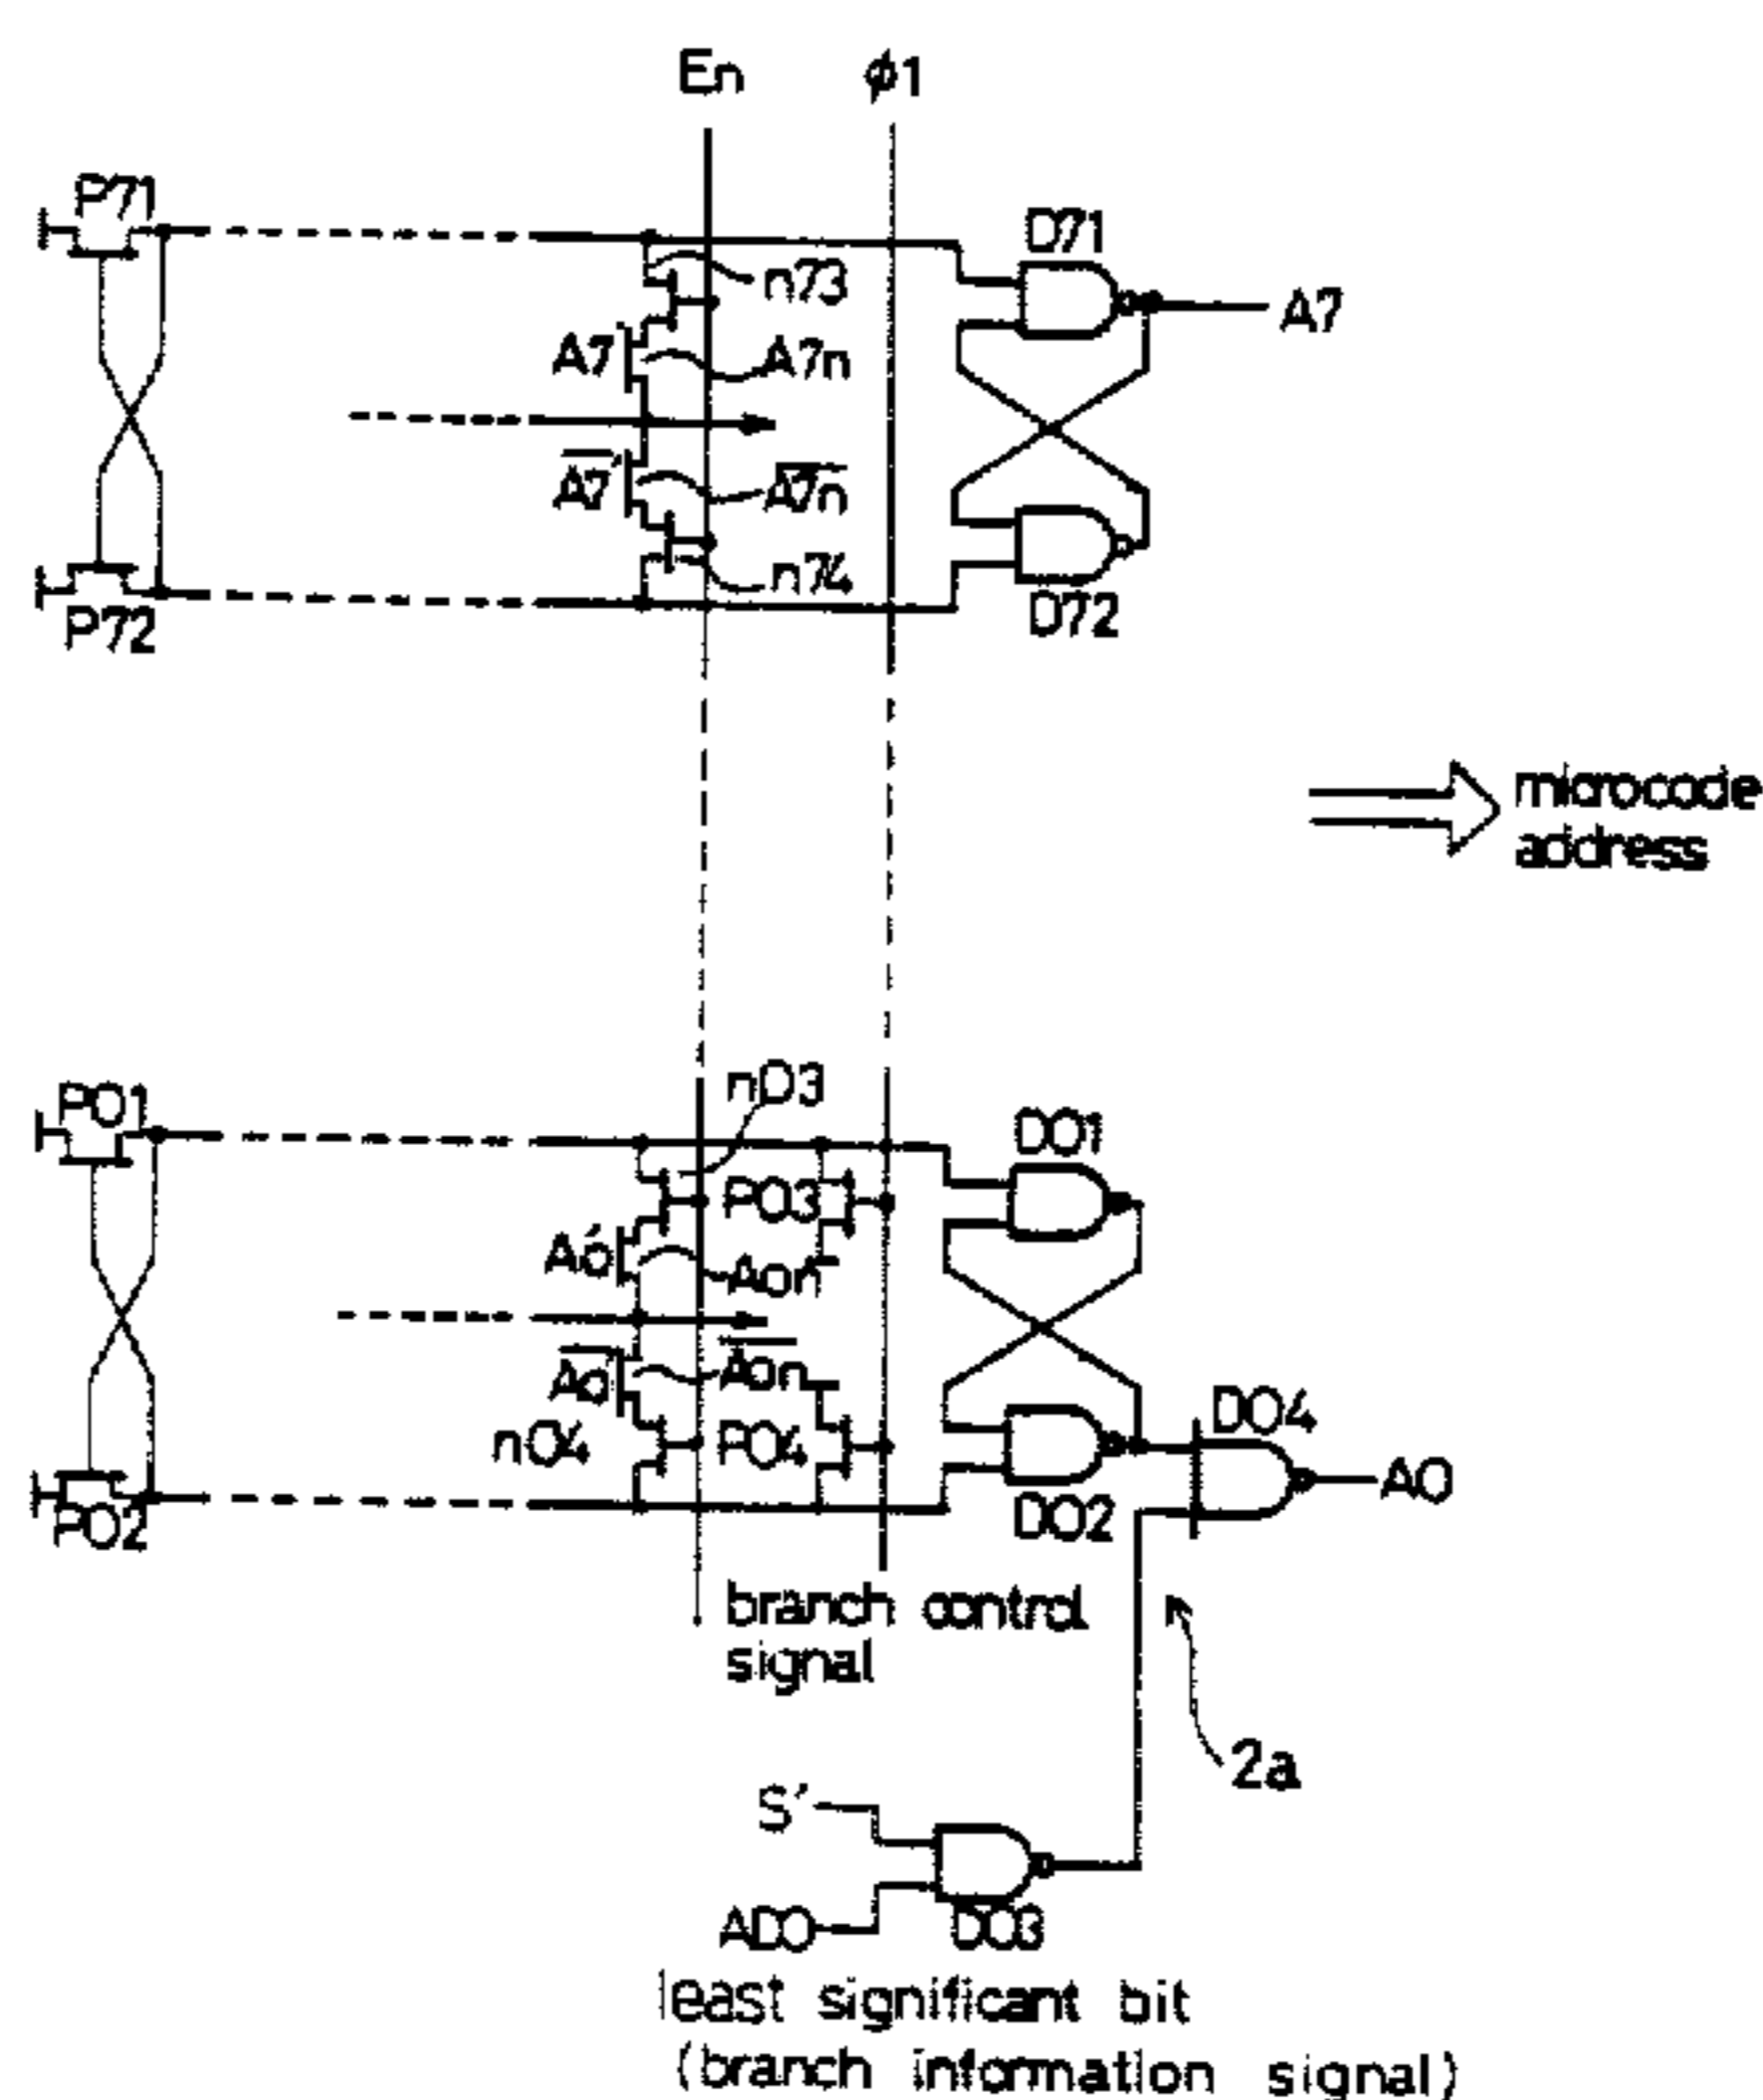 En
ϕ1
P71
D71
n73
A7
A7'
A7n
A7'
A7n
n74
P72
D72
microcode
address
n03
P01
D01
P03
A0'
A0n
A0'
A0n
n04
P04
D04
A0
P02
D02
branch control
signal
2a
S'
AD0
D03
least significant bit
(branch information signal)